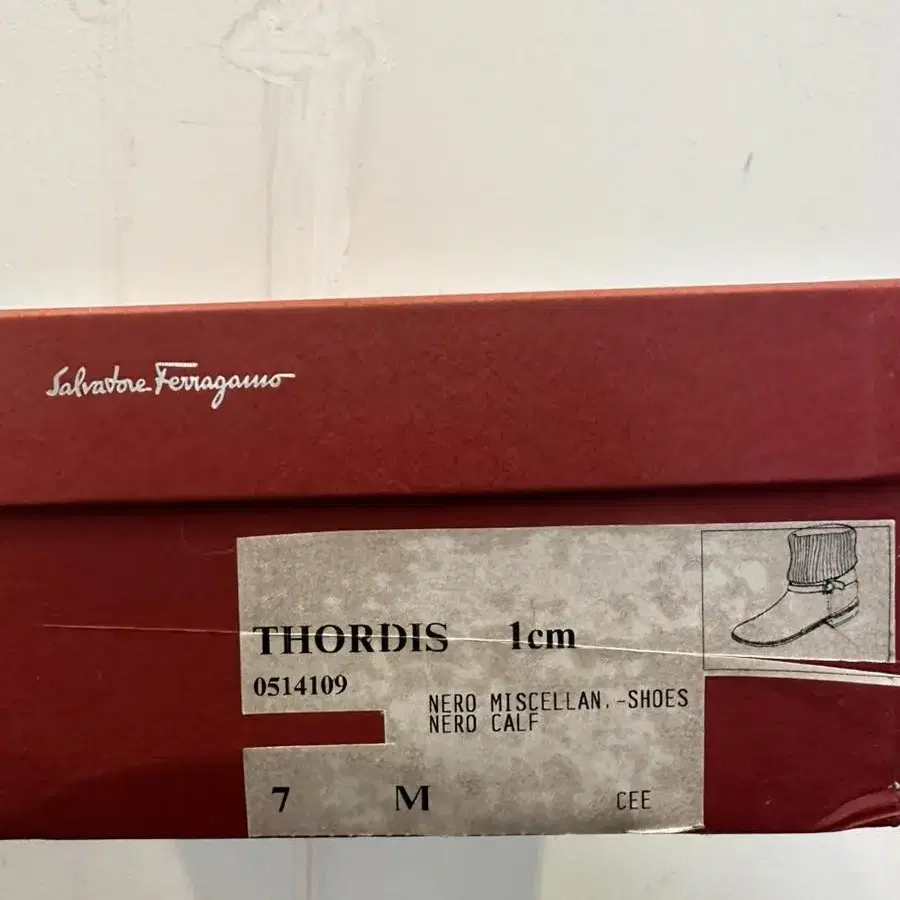 Salvatore Ferragamo
THORDIS 1cm
0514109
NERO MISCELLAN.-SHOES
NERO CALF
7 M CEE